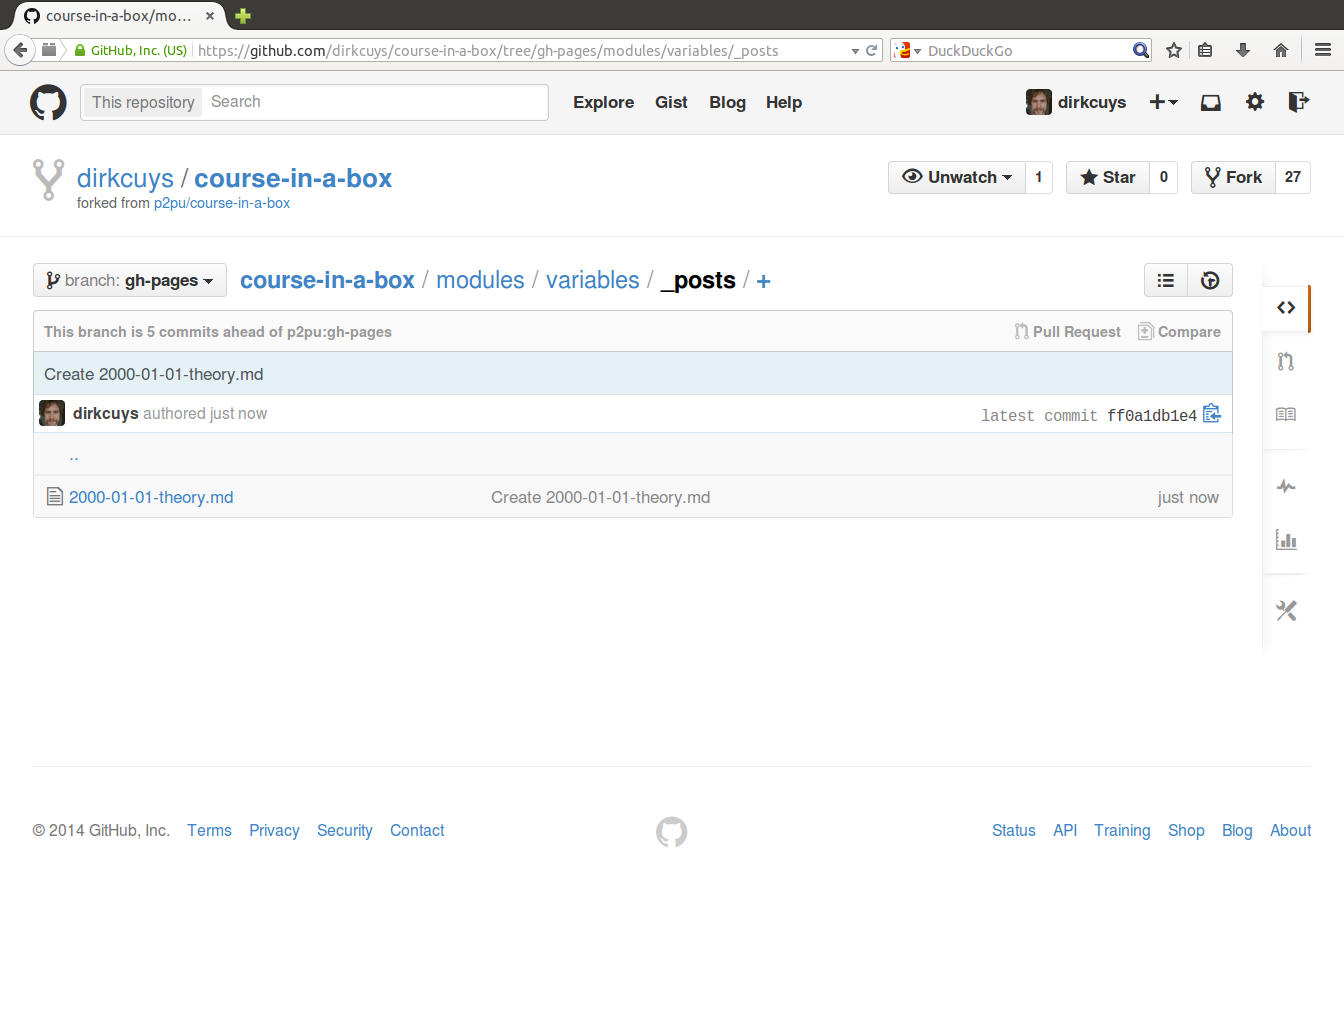 course-in-a-box/mo...
GitHub, Inc. (US) https://github.com/dirkcuys/course-in-a-box/tree/gh-pages/modules/variables/_posts DuckDuckGo
This repository Search Explore Gist Blog Help dirkcuys
dirkcuys / course-in-a-box Unwatch 1 Star 0 Fork 27
forked from p2pu/course-in-a-box
branch: gh-pages course-in-a-box / modules / variables / _posts / +
This branch is 5 commits ahead of p2pu:gh-pages Pull Request Compare
Create 2000-01-01-theory.md
dirkcuys authored just now latest commit ff0a1db1e4
..
2000-01-01-theory.md Create 2000-01-01-theory.md just now
© 2014 GitHub, Inc. Terms Privacy Security Contact Status API Training Shop Blog About